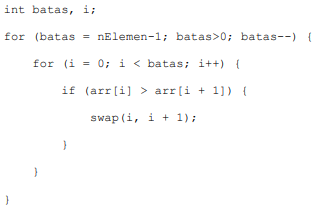 int batas, i;
for (batas = nElemen-1; batas>0; batas--) {
for (i = 0; i < batas; i++) {
if (arr[i] > arr[i + 1]) {
swap(i, i + 1);
}
}
}